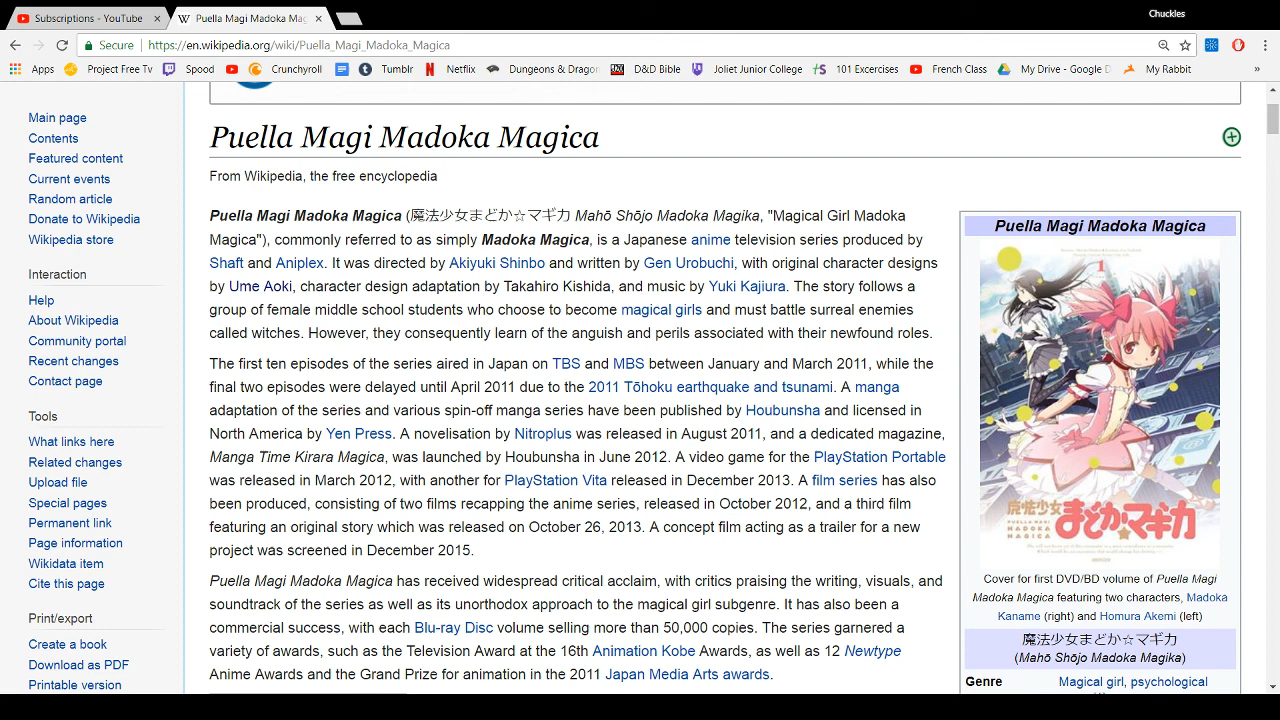 Chuckles
Subscriptions - YouTube
Puella Magi Madoka Mag
Secure https://en.wikipedia.org/wiki/Puella_Magi_Madoka_Magica
Apps Project Free Tv Spood Crunchyroll Tumblr Netflix Dungeons & Dragon D&D Bible Joliet Junior College 101 Excercises French Class My Drive - Google D My Rabbit »
Main page
Contents
Featured content
Current events
Random article
Donate to Wikipedia
Wikipedia store
Interaction
Help
About Wikipedia
Community portal
Recent changes
Contact page
Tools
What links here
Related changes
Upload file
Special pages
Permanent link
Page information
Wikidata item
Cite this page
Print/export
Create a book
Download as PDF
Printable version
Puella Magi Madoka Magica
From Wikipedia, the free encyclopedia
Puella Magi Madoka Magica (魔法少女まどか☆マギカ Mahō Shōjo Madoka Magika, "Magical Girl Madoka
Magica"), commonly referred to as simply Madoka Magica, is a Japanese anime television series produced by
Shaft and Aniplex. It was directed by Akiyuki Shinbo and written by Gen Urobuchi, with original character designs
by Ume Aoki, character design adaptation by Takahiro Kishida, and music by Yuki Kajiura. The story follows a
group of female middle school students who choose to become magical girls and must battle surreal enemies
called witches. However, they consequently learn of the anguish and perils associated with their newfound roles.
The first ten episodes of the series aired in Japan on TBS and MBS between January and March 2011, while the
final two episodes were delayed until April 2011 due to the 2011 Tōhoku earthquake and tsunami. A manga
adaptation of the series and various spin-off manga series have been published by Houbunsha and licensed in
North America by Yen Press. A novelisation by Nitroplus was released in August 2011, and a dedicated magazine,
Manga Time Kirara Magica, was launched by Houbunsha in June 2012. A video game for the PlayStation Portable
was released in March 2012, with another for PlayStation Vita released in December 2013. A film series has also
been produced, consisting of two films recapping the anime series, released in October 2012, and a third film
featuring an original story which was released on October 26, 2013. A concept film acting as a trailer for a new
project was screened in December 2015.
Puella Magi Madoka Magica has received widespread critical acclaim, with critics praising the writing, visuals, and
soundtrack of the series as well as its unorthodox approach to the magical girl subgenre. It has also been a
commercial success, with each Blu-ray Disc volume selling more than 50,000 copies. The series garnered a
variety of awards, such as the Television Award at the 16th Animation Kobe Awards, as well as 12 Newtype
Anime Awards and the Grand Prize for animation in the 2011 Japan Media Arts awards.
Puella Magi Madoka Magica
1
魔法少女
まどか☆マギカ
PUELLA MAGI
MADOKA
MAGICA
Cover for first DVD/BD volume of Puella Magi
Madoka Magica featuring two characters, Madoka
Kaname (right) and Homura Akemi (left)
魔法少女まどか☆マギカ
(Mahō Shōjo Madoka Magika)
Genre Magical girl, psychological